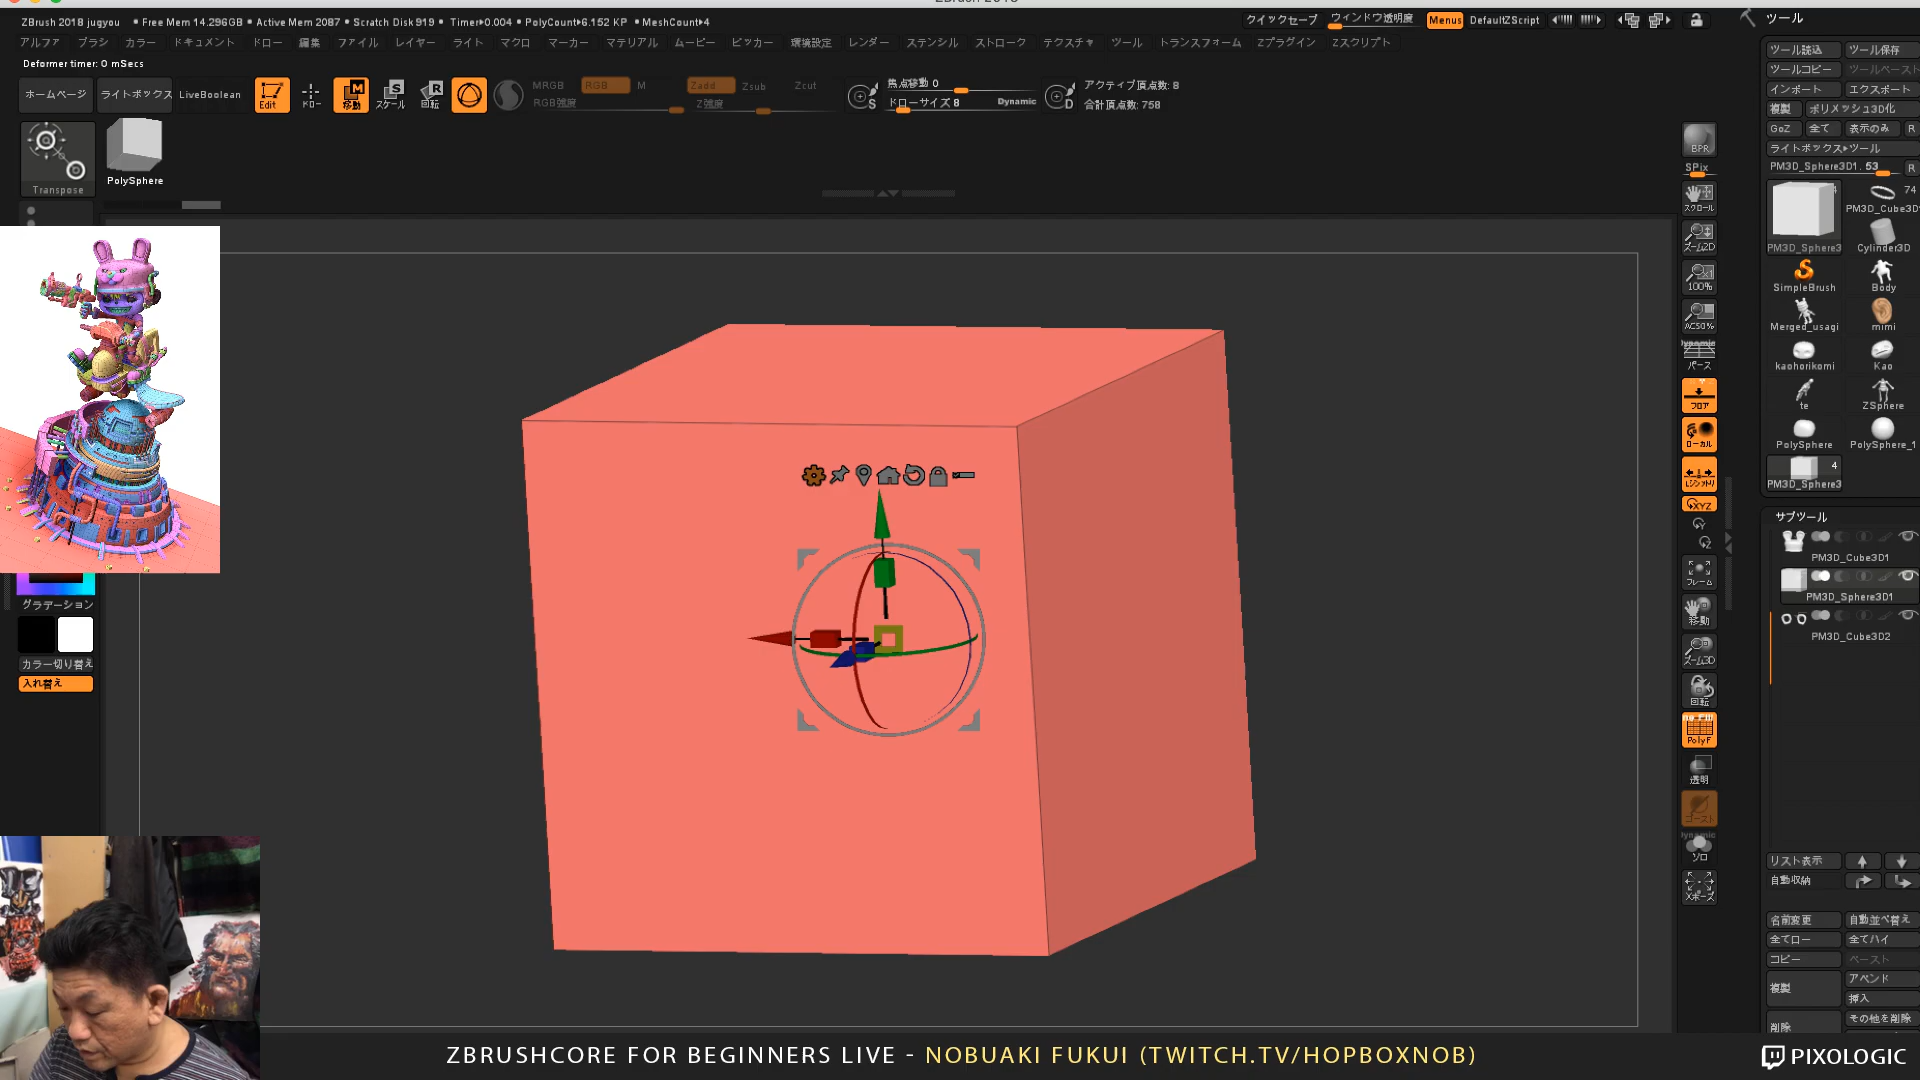 ZBrush 2018 jugyou ● Free Mem 14.296GB ● Active Mem 2087 ● Scratch Disk 919 ● Timer▸0.004 ● PolyCount▸6.152 KP ● MeshCount▸4
クイックセーブ ウィンドウ透明度 Menus DefaultZScript
アルファ ブラシ カラー ドキュメント ドロー 編集 ファイル レイヤー ライト マクロ マーカー マテリアル ムービー ピッカー 環境設定 レンダー ステンシル ストローク テクスチャ ツール トランスフォーム Zプラグイン Zスクリプト
Deformer timer: 0 mSecs
ホームページ ライトボックス LiveBoolean Edit ドロー 移動 スケール 回転
MRGB RGB M Zadd Zsub Zcut
RGB強度 Z強度
焦点移動 0
ドローサイズ 8 Dynamic
アクティブ頂点数: 8
合計頂点数: 758
Transpose
PolySphere
グラデーション
カラー切り替え
入れ替え
BPR
SPix
スクロール
ズーム2D
100%
AC50%
Dynamic
パース
フロア
ローカル
Lシンメトリ
XYZ
フレーム
移動
ズーム3D
回転
PolyF
透明
ゴースト
Dynamic
ソロ
Xポーズ
ツール
ツール読込 ツール保存
ツールコピー ツールペースト
インポート エクスポート
複製 ポリメッシュ3D化
GoZ 全て 表示のみ R
ライトボックス▸ツール
PM3D_Sphere3D1. 53 R
74
PM3D_Cube3D
PM3D_Sphere3 Cylinder3D
SimpleBrush Body
Merged_usagi mimi
kaohorikomi Kao
te ZSphere
PolySphere PolySphere_1
4
PM3D_Sphere3
サブツール
PM3D_Cube3D1
PM3D_Sphere3D1
PM3D_Cube3D2
リスト表示
自動収納
名前変更 自動並べ替え
全てロー 全てハイ
コピー ペースト
複製 アペンド
挿入
削除 その他を削除
ZBRUSHCORE FOR BEGINNERS LIVE - NOBUAKI FUKUI (TWITCH.TV/HOPBOXNOB)
PIXOLOGIC